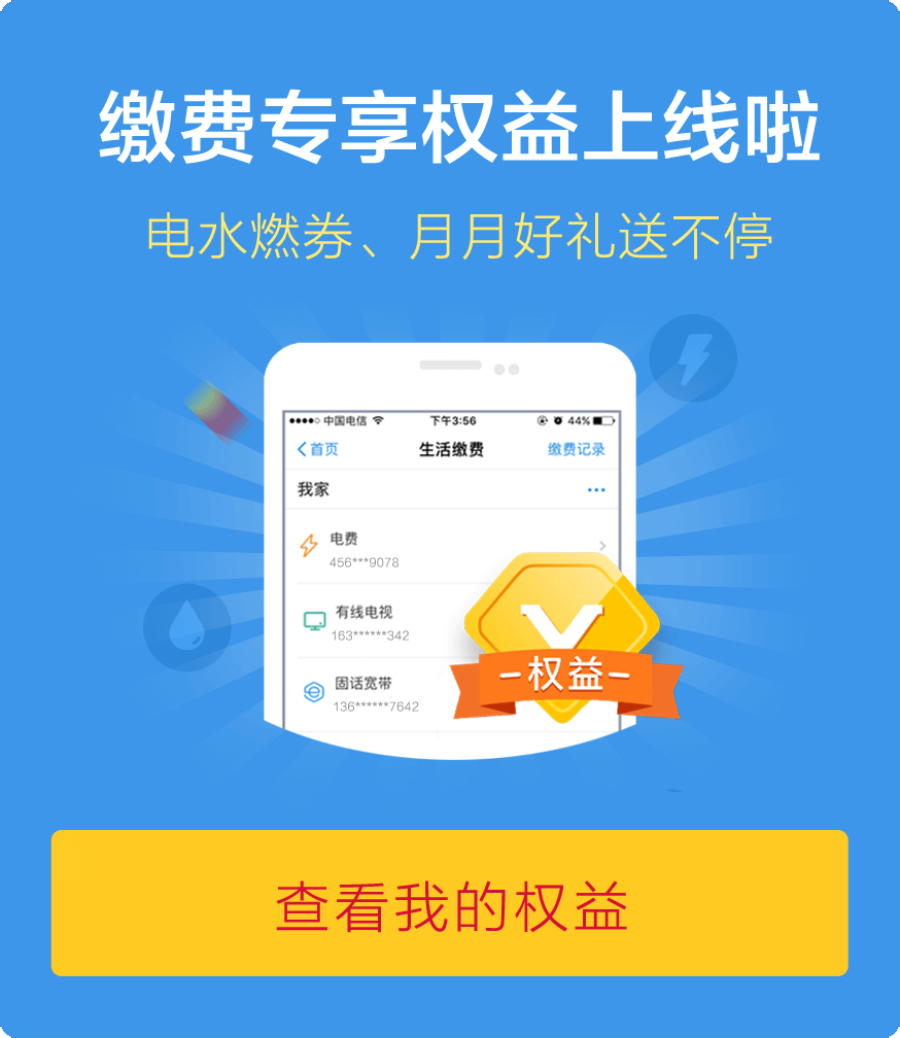 缴费专享权益上线啦
电水燃券、月月好礼送不停
中国电信 下午3:56 44%
首页 生活缴费 缴费记录
我家
电费
456***9078
有线电视
163******342
固话宽带
136******7642
权益
查看我的权益